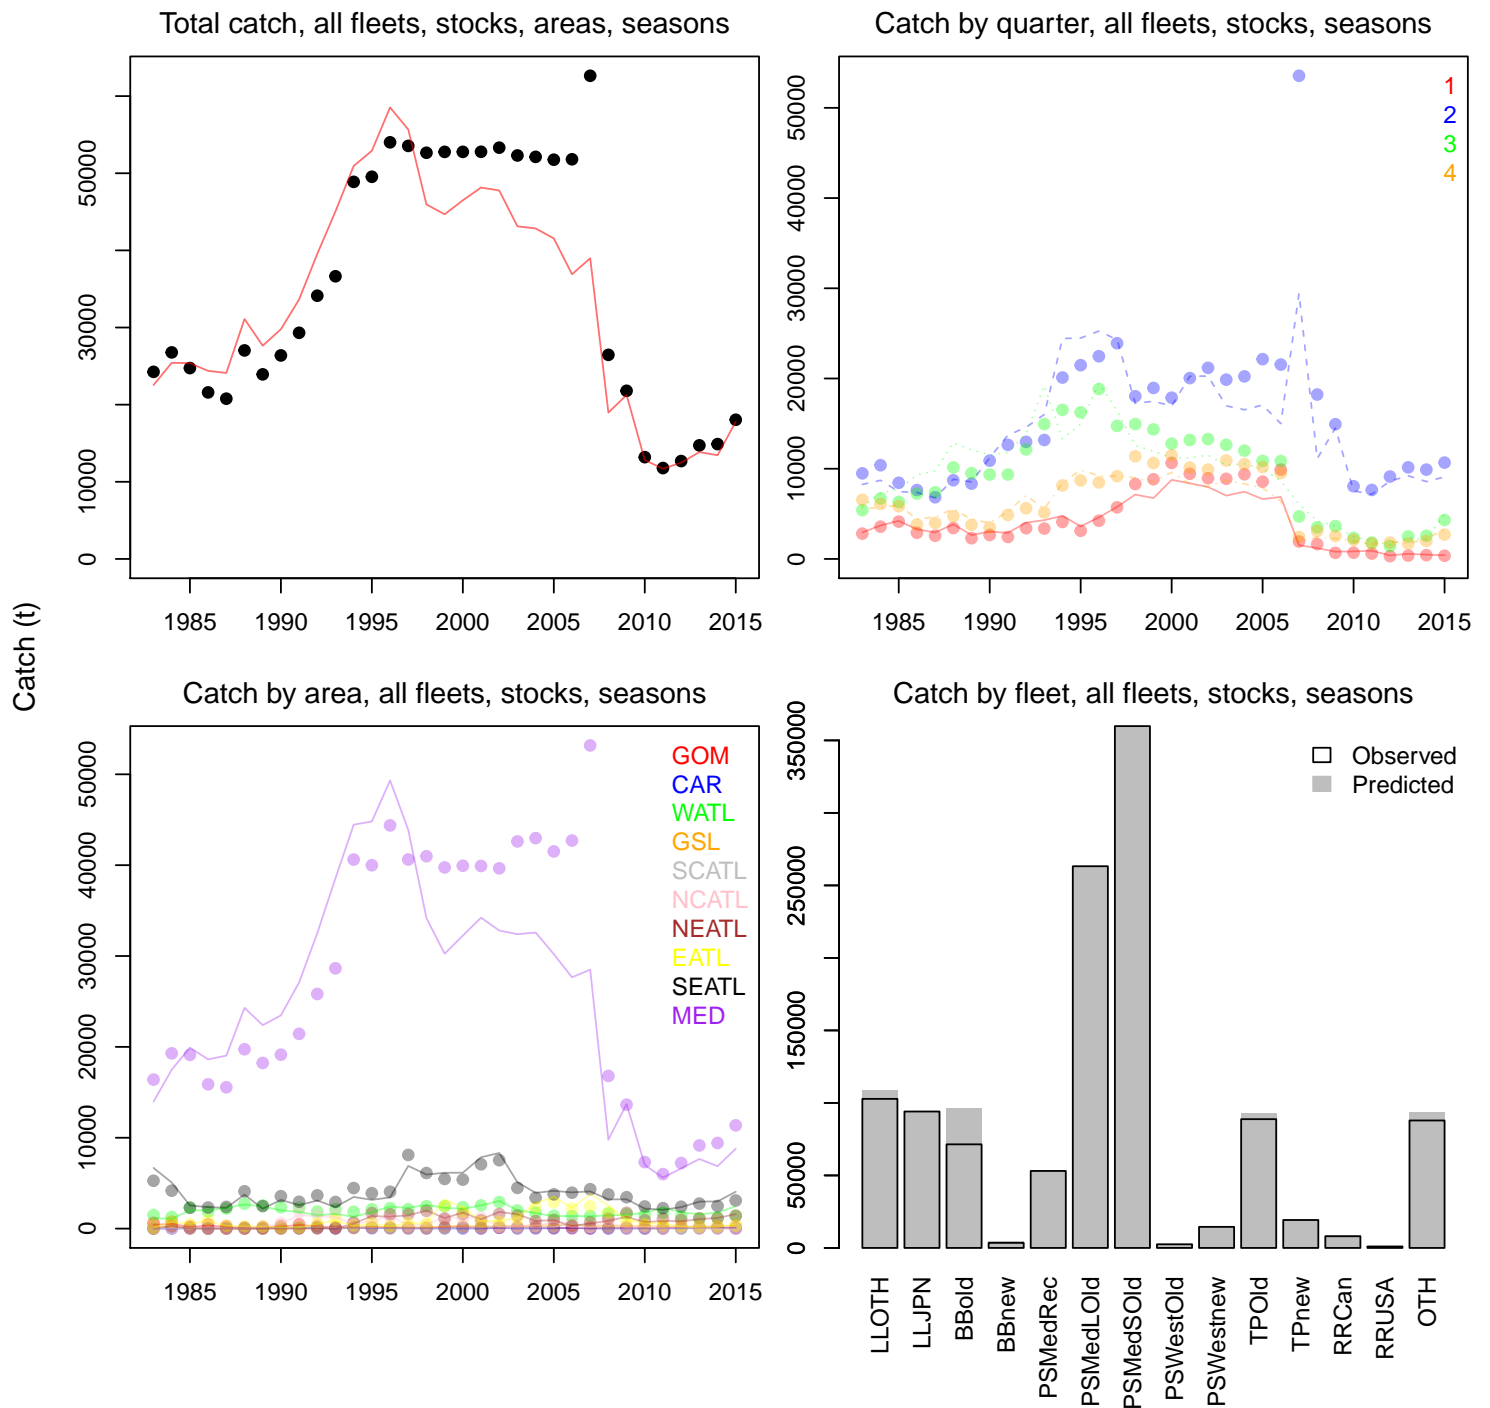 Total catch, all fleets, stocks, areas, seasons
0
10000
30000
50000
1985 1990 1995 2000 2005 2010 2015
Catch by quarter, all fleets, stocks, seasons
0
10000
20000
30000
40000
50000
1
2
3
4
1985 1990 1995 2000 2005 2010 2015
Catch (t)
Catch by area, all fleets, stocks, seasons
0
10000
20000
30000
40000
50000
GOM
CAR
WATL
GSL
SCATL
NCATL
NEATL
EATL
SEATL
MED
1985 1990 1995 2000 2005 2010 2015
Catch by fleet, all fleets, stocks, seasons
0
50000
150000
250000
350000
Observed
Predicted
LLOTH
LLJPN
BBold
BBnew
PSMedRec
PSMedLOld
PSMedSOld
PSWestOld
PSWestnew
TPOld
TPnew
RRCan
RRUSA
OTH